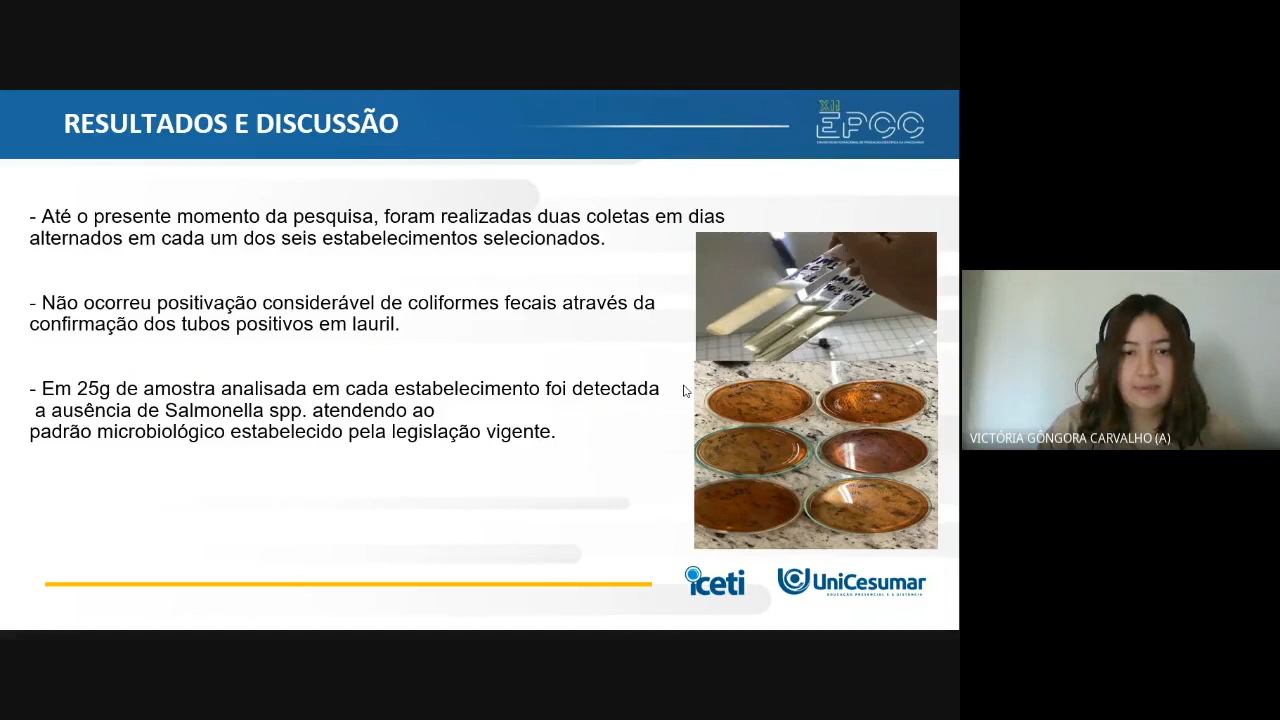 RESULTADOS E DISCUSSÃO
XII
EPCC
- Até o presente momento da pesquisa, foram realizadas duas coletas em dias
alternados em cada um dos seis estabelecimentos selecionados.
- Não ocorreu positivação considerável de coliformes fecais através da
confirmação dos tubos positivos em lauril.
- Em 25g de amostra analisada em cada estabelecimento foi detectada
a ausência de Salmonella spp. atendendo ao
padrão microbiológico estabelecido pela legislação vigente.
iceti
UniCesumar
EDUCAÇÃO PRESENCIAL E A DISTÂNCIA
VICTÓRIA GÔNGORA CARVALHO (A)